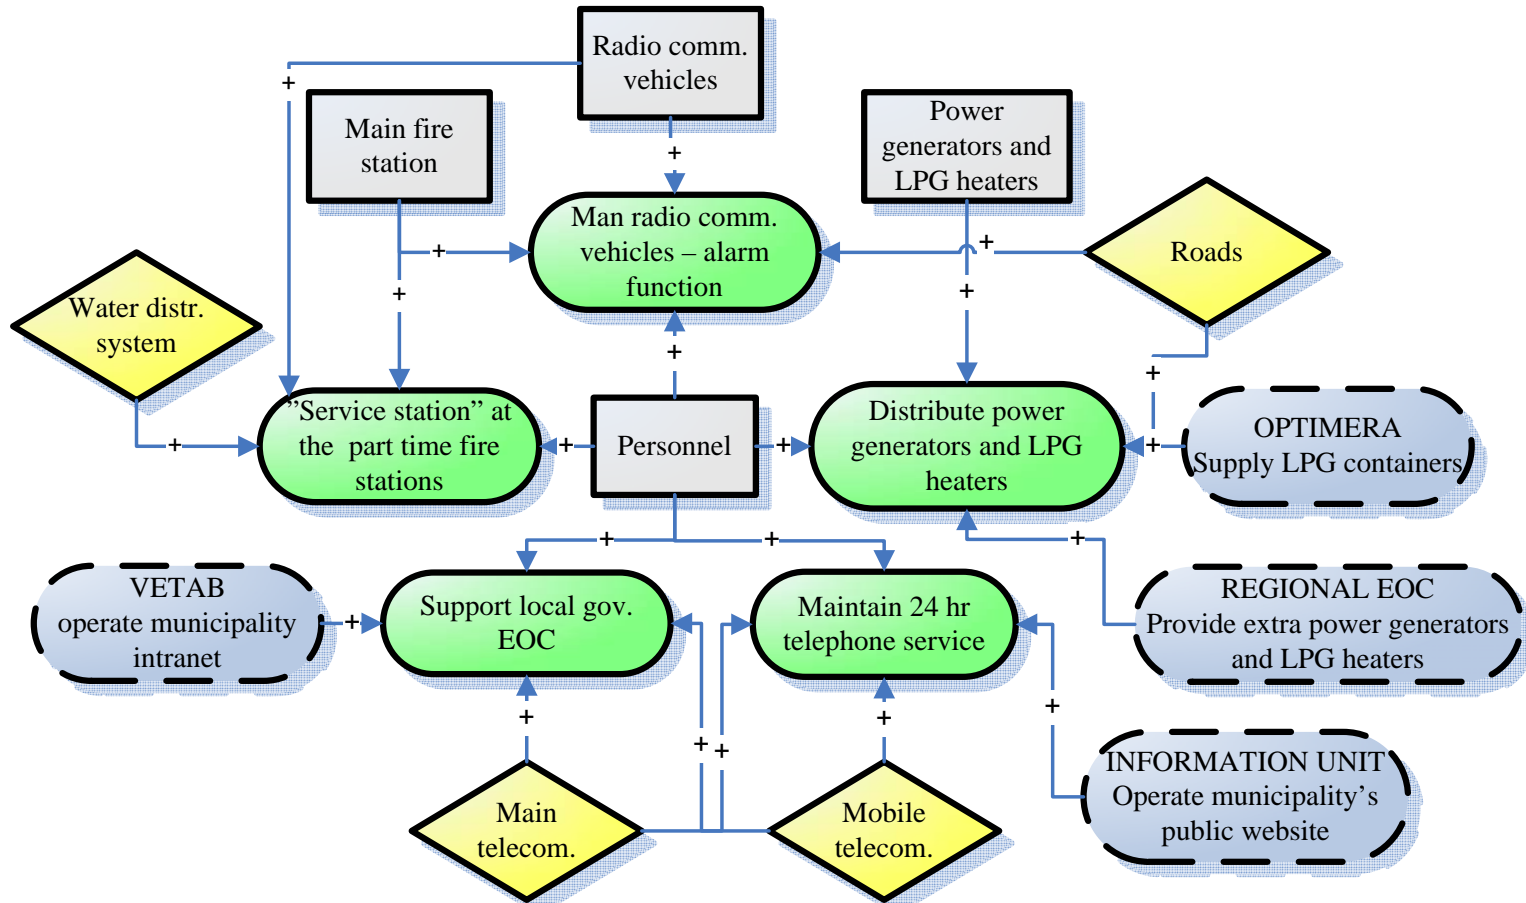 Radio comm.
vehicles
+
Main fire
station
Power
generators and
LPG heaters
+
Man radio comm.
vehicles – alarm
function
+
+
Roads
Water distr.
system
+
+
+
+
”Service station” at
the part time fire
stations
+
+
Personnel
+
Distribute power
generators and LPG
heaters
+
OPTIMERA
Supply LPG containers
+
+
+
VETAB
operate municipality
intranet
+
Support local gov.
EOC
Maintain 24 hr
telephone service
REGIONAL EOC
Provide extra power generators
and LPG heaters
+
+
+
+
+
Main
telecom.
Mobile
telecom.
INFORMATION UNIT
Operate municipality’s
public website